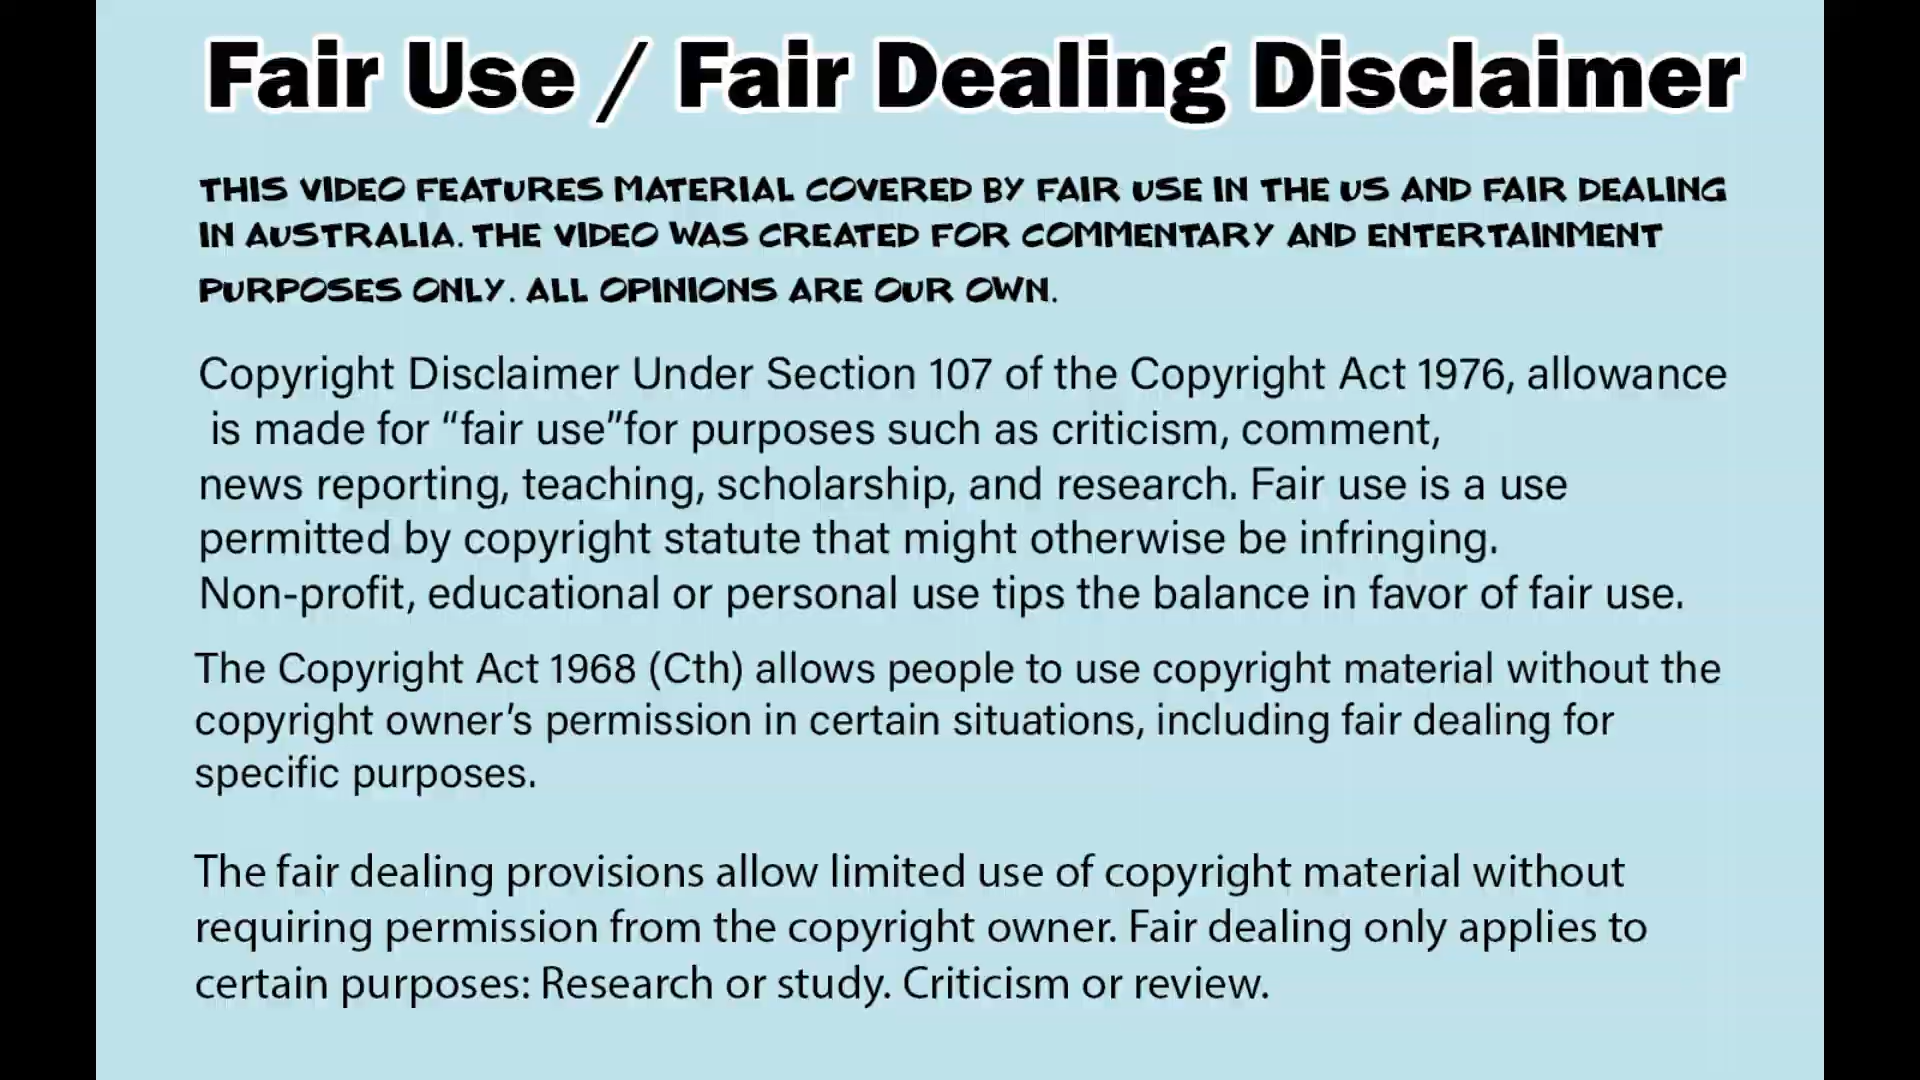 Fair Use / Fair Dealing Disclaimer
THIS VIDEO FEATURES MATERIAL COVERED BY FAIR USE IN THE US AND FAIR DEALING
IN AUSTRALIA. THE VIDEO WAS CREATED FOR COMMENTARY AND ENTERTAINMENT
PURPOSES ONLY. ALL OPINIONS ARE OUR OWN.
Copyright Disclaimer Under Section 107 of the Copyright Act 1976, allowance
is made for “fair use”for purposes such as criticism, comment,
news reporting, teaching, scholarship, and research. Fair use is a use
permitted by copyright statute that might otherwise be infringing.
Non-profit, educational or personal use tips the balance in favor of fair use.
The Copyright Act 1968 (Cth) allows people to use copyright material without the
copyright owner’s permission in certain situations, including fair dealing for
specific purposes.
The fair dealing provisions allow limited use of copyright material without
requiring permission from the copyright owner. Fair dealing only applies to
certain purposes: Research or study. Criticism or review.